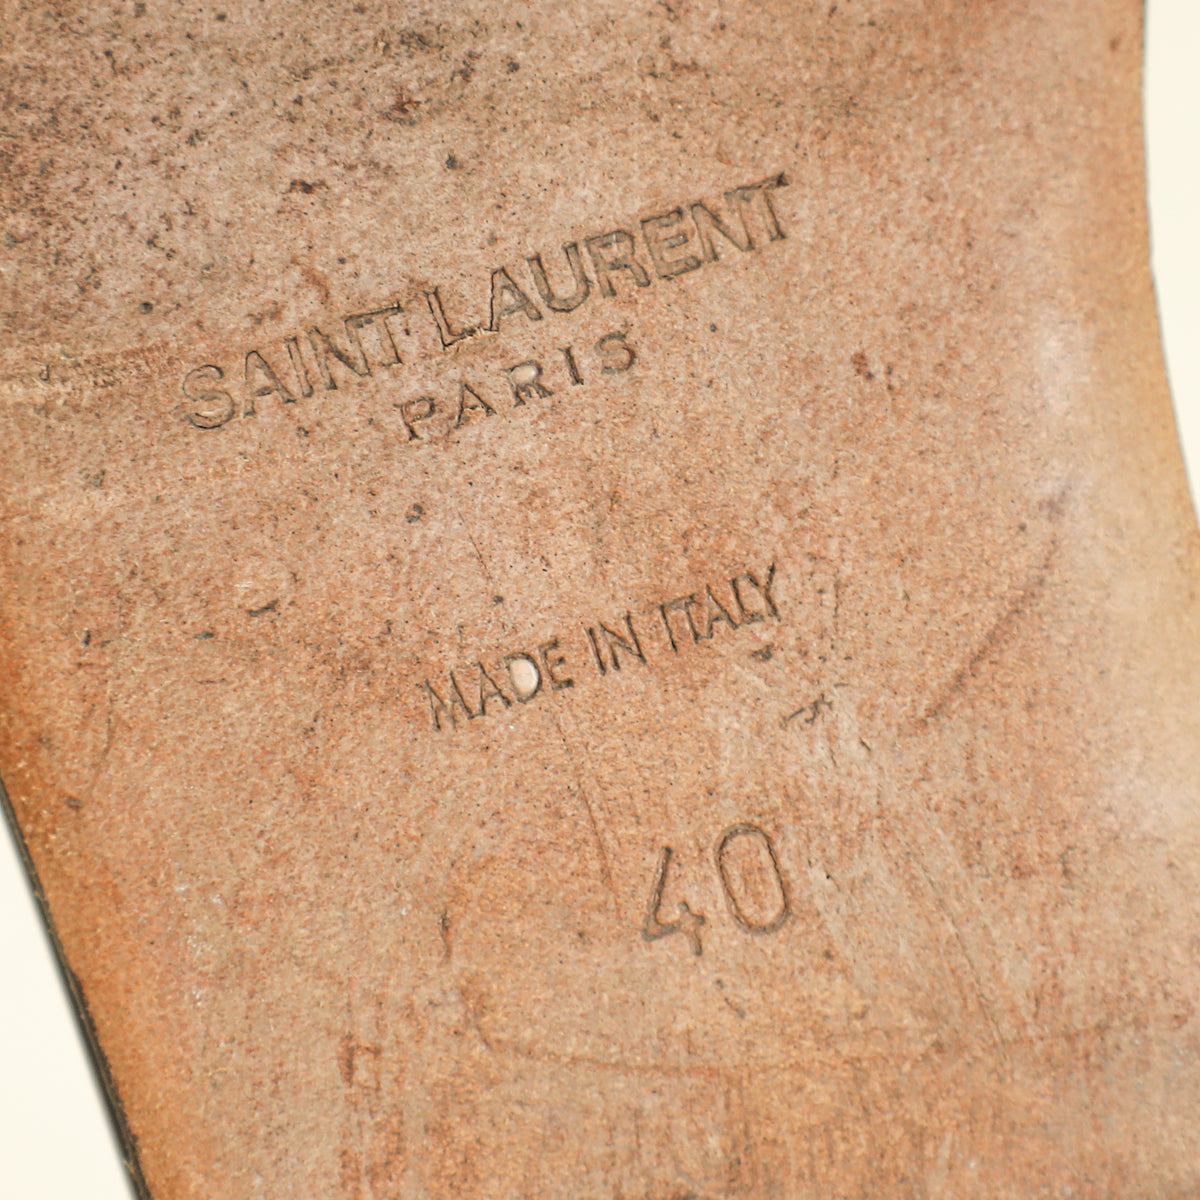 SAINT LAURENT
PARIS
MADE IN ITALY
40